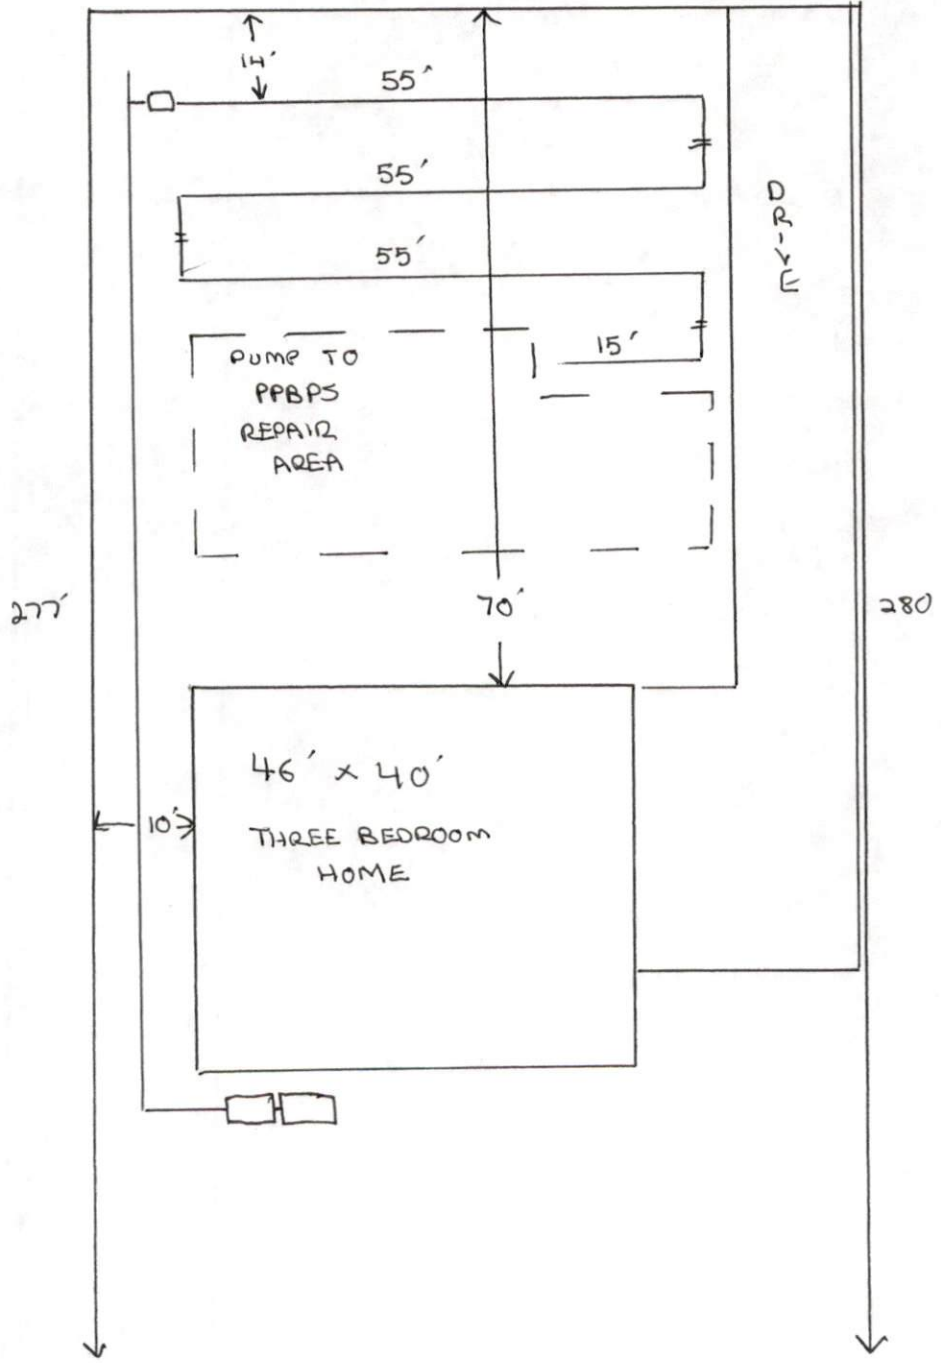 14'
55'
55'
55'
15'
DRIVE
PUMP TO
PPBPS
REPAIR
AREA
277'
70'
280
46' x 40'
10'
THREE BEDROOM
HOME